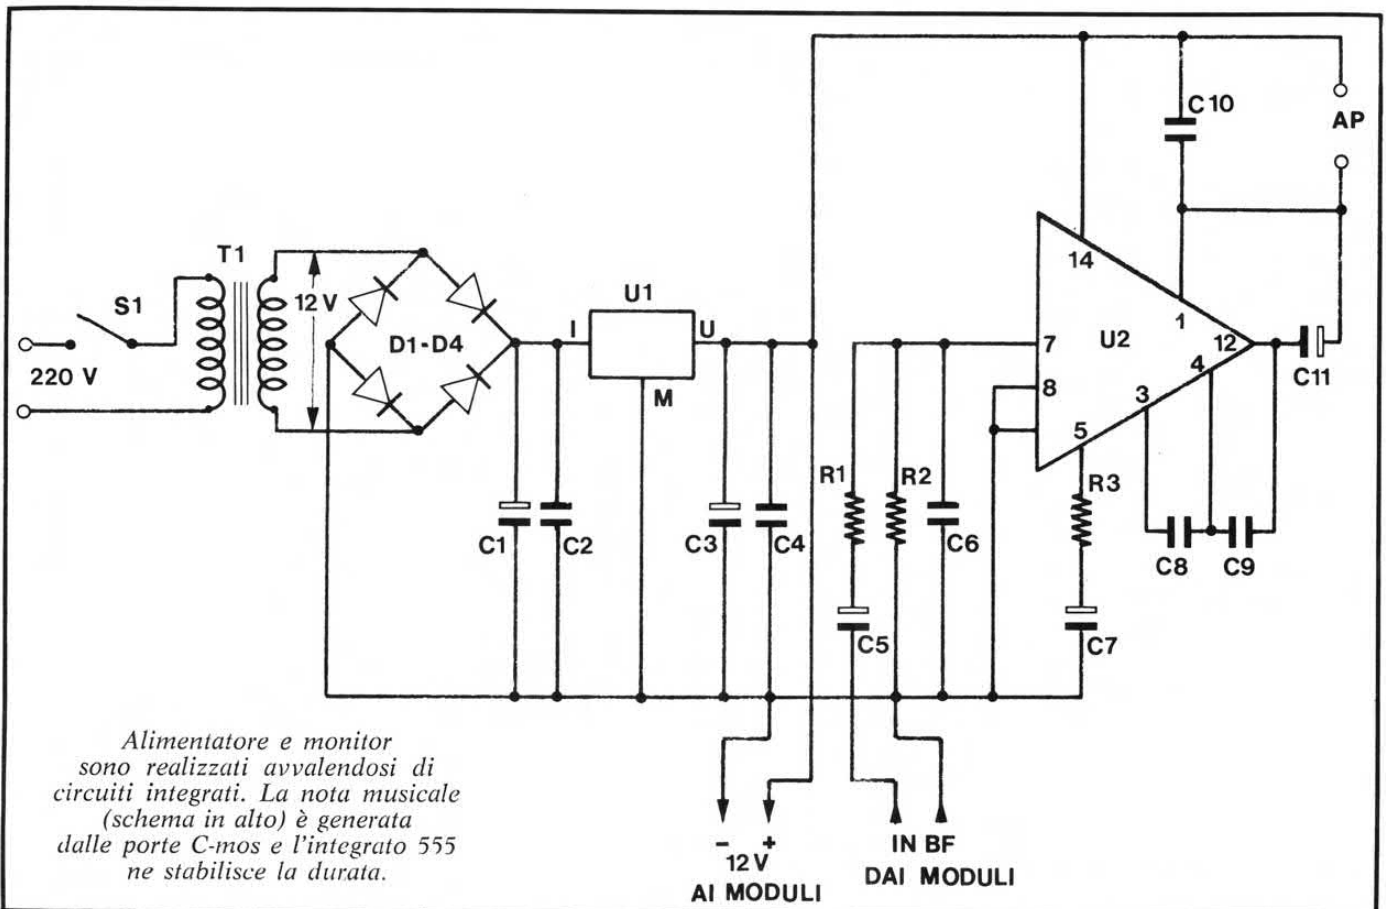 C10
AP
T1
14
S1
12 V
U1
I
U
D1-D4
1
7
U2
12
220 V
M
8
4
C11
3
5
R1
R2
R3
C1
C2
C3
C4
C6
C8
C9
C5
C7
Alimentatore e monitor
sono realizzati avvalendosi di
circuiti integrati. La nota musicale
(schema in alto) è generata
dalle porte C-mos e l'integrato 555
ne stabilisce la durata.
- +
12 V
AI MODULI
IN BF
DAI MODULI